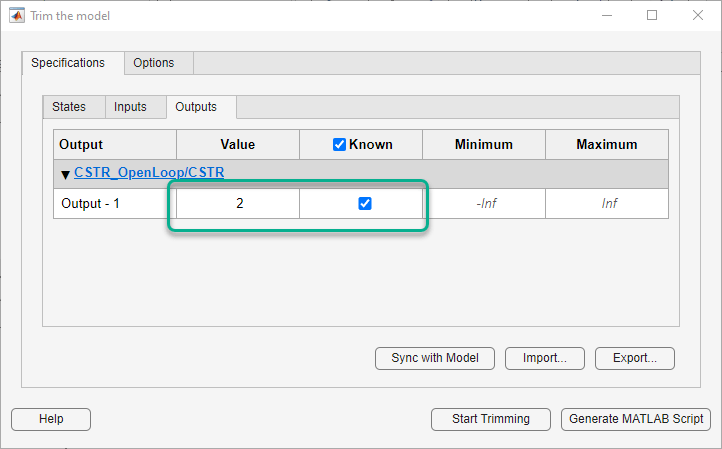 Trim the model
Specifications Options
States Inputs Outputs
Output Value Known Minimum Maximum
▼ CSTR_OpenLoop/CSTR
Output - 1 2 -Inf Inf
Sync with Model Import... Export...
Help Start Trimming Generate MATLAB Script